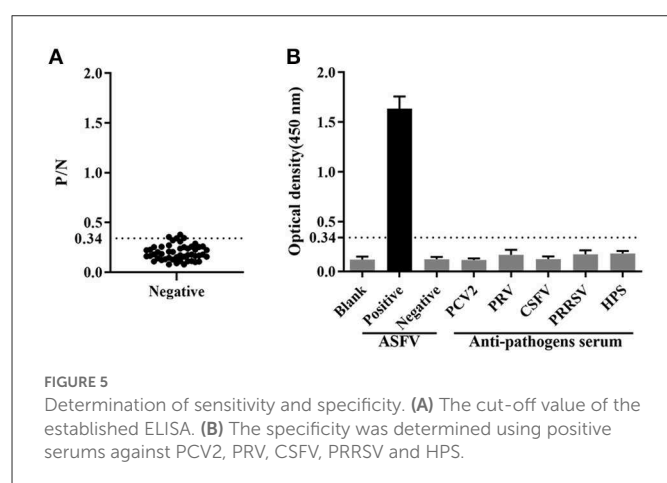 A
2.0
1.5
P/N
1.0
0.5
0.34
0.0
Negative
B
2.0
1.5
Optical density(450 nm)
1.0
0.5
0.34
0.0
Blank
Positive
Negative
PCV2
PRV
CSFV
PRRSV
HPS
ASFV
Anti-pathogens serum
FIGURE 5
Determination of sensitivity and specificity. (A) The cut-off value of the
established ELISA. (B) The specificity was determined using positive
serums against PCV2, PRV, CSFV, PRRSV and HPS.